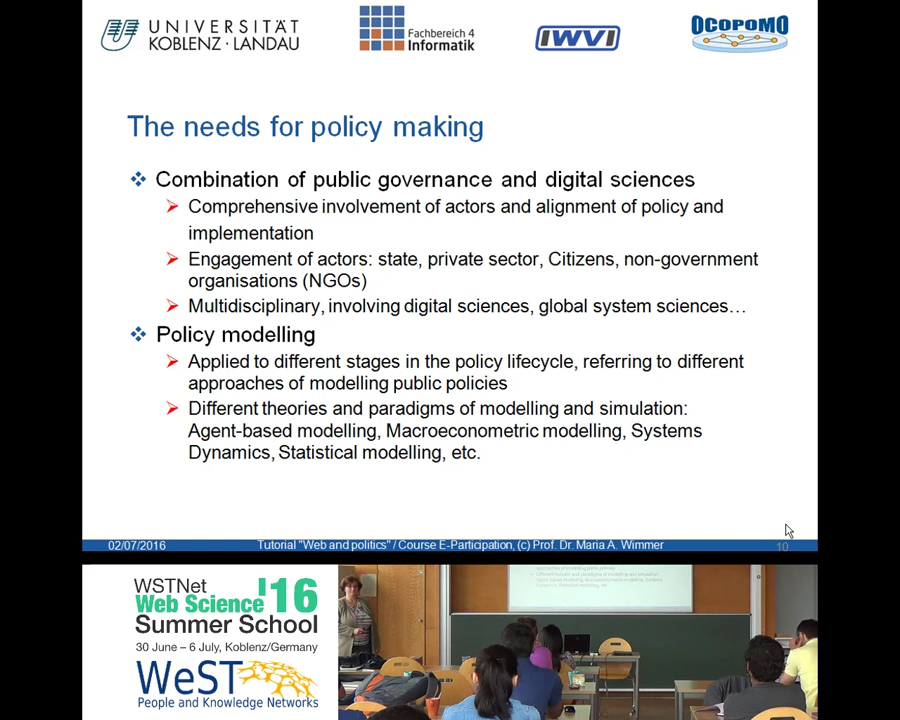 UNIVERSITÄT
KOBLENZ · LANDAU
Fachbereich 4
Informatik
IWVI
OCOPOMO
The needs for policy making
Combination of public governance and digital sciences
Comprehensive involvement of actors and alignment of policy and
implementation
Engagement of actors: state, private sector, Citizens, non-government
organisations (NGOs)
Multidisciplinary, involving digital sciences, global system sciences…
Policy modelling
Applied to different stages in the policy lifecycle, referring to different
approaches of modelling public policies
Different theories and paradigms of modelling and simulation:
Agent-based modelling, Macroeconometric modelling, Systems
Dynamics, Statistical modelling, etc.
02/07/2016 Tutorial "Web and politics" / Course E-Participation, (c) Prof. Dr. Maria A. Wimmer 10
WSTNet
Web Science '16
Summer School
30 June – 6 July, Koblenz/Germany
WeST
People and Knowledge Networks